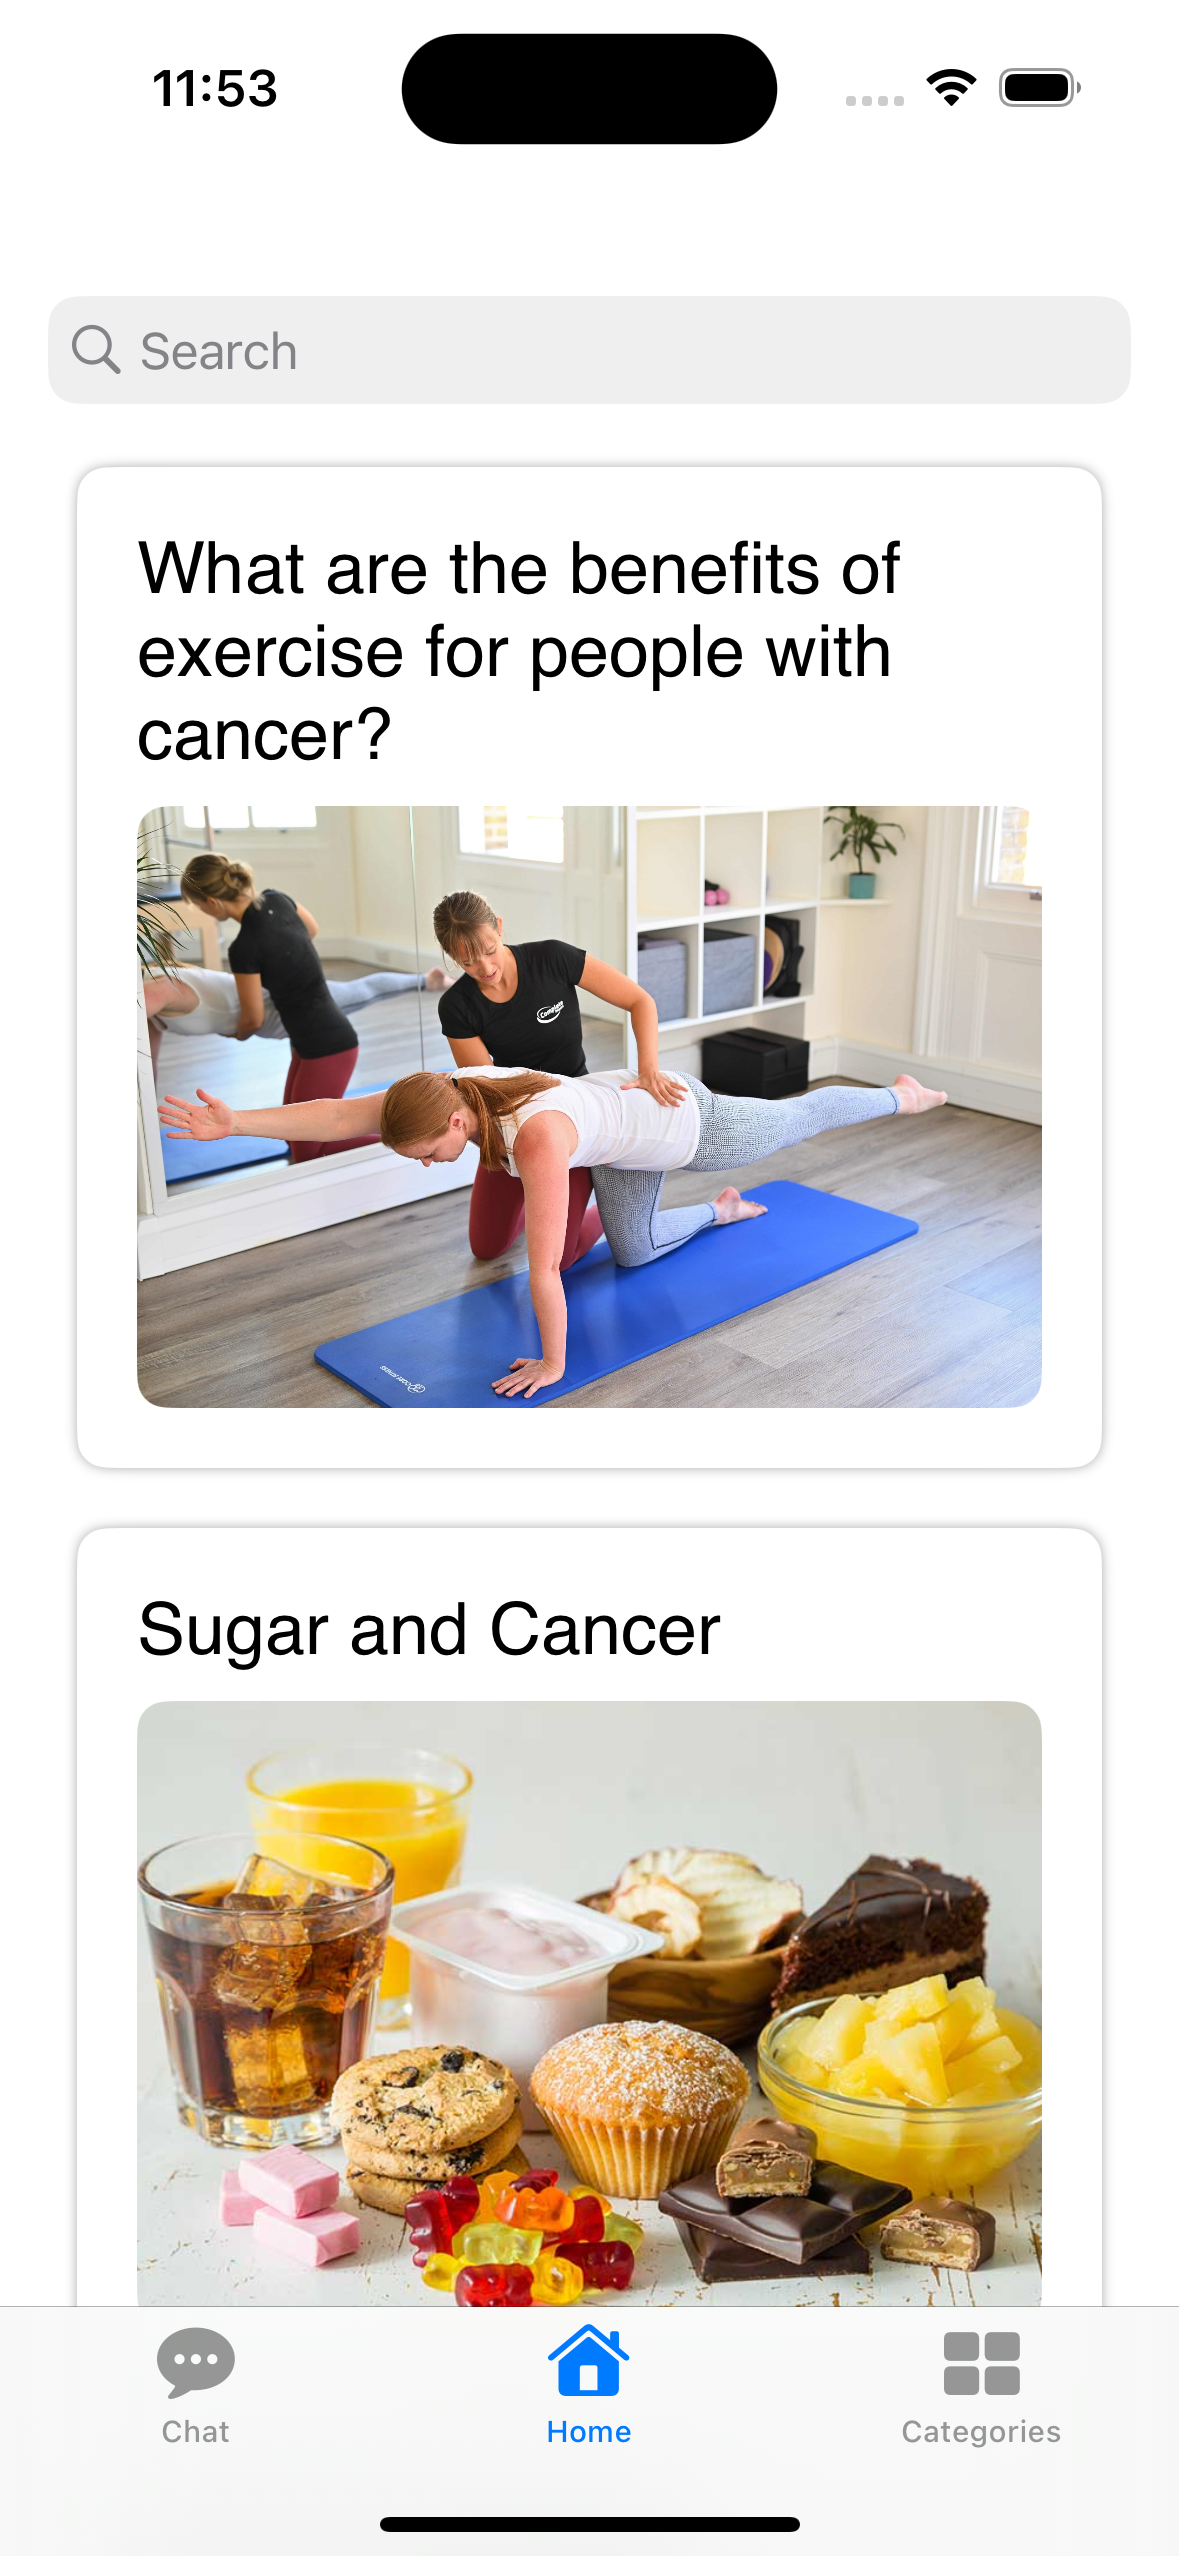 11:53
Search
What are the benefits of
exercise for people with
cancer?
Sugar and Cancer
Chat
Home
Categories